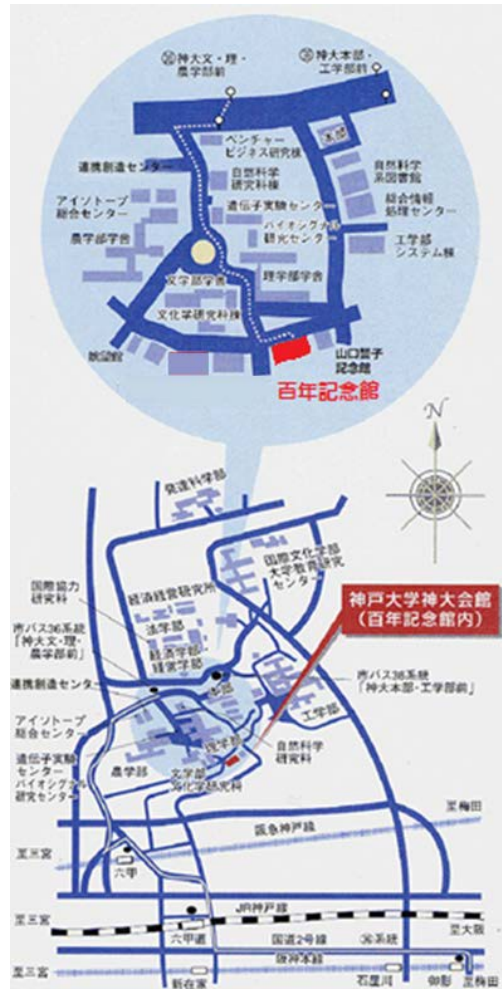 ㊱神大文・理・
農学部前
㊱神大本部・
工学部前
ベンチャー
ビジネス研究棟
本部
連携創造センター
自然科学
研究科棟
自然科学
系図書館
アイソトープ
総合センター
遺伝子実験センター
総合情報
処理センター
バイオシグナル
研究センター
農学部学舎
工学部
システム棟
文学部学舎
理学部学舎
文化学研究科棟
眺望館
山口誓子
記念館
百年記念館
N
発達科学部
国際文化学部
大学教育研究
センター
国際協力
研究科
経済経営研究所
法学部
神戸大学神大会館
(百年記念館内)
市バス36系統
「神大文・理・
農学部前」
経済学部
経営学部
連携創造センター
本部
市バス36系統
「神大本部・工学部前」
アイソトープ
総合センター
工学部
理学部
自然科学
研究科
遺伝子実験
センター
バイオシグナル
研究センター
農学部
文学部
文化学研究科
至梅田
阪急神戸線
至三宮
六甲
JR神戸線
至三宮
至大阪
六甲道
国道2号線
㊱系統
阪神本線
至三宮
新在家
石屋川
御影
至梅田